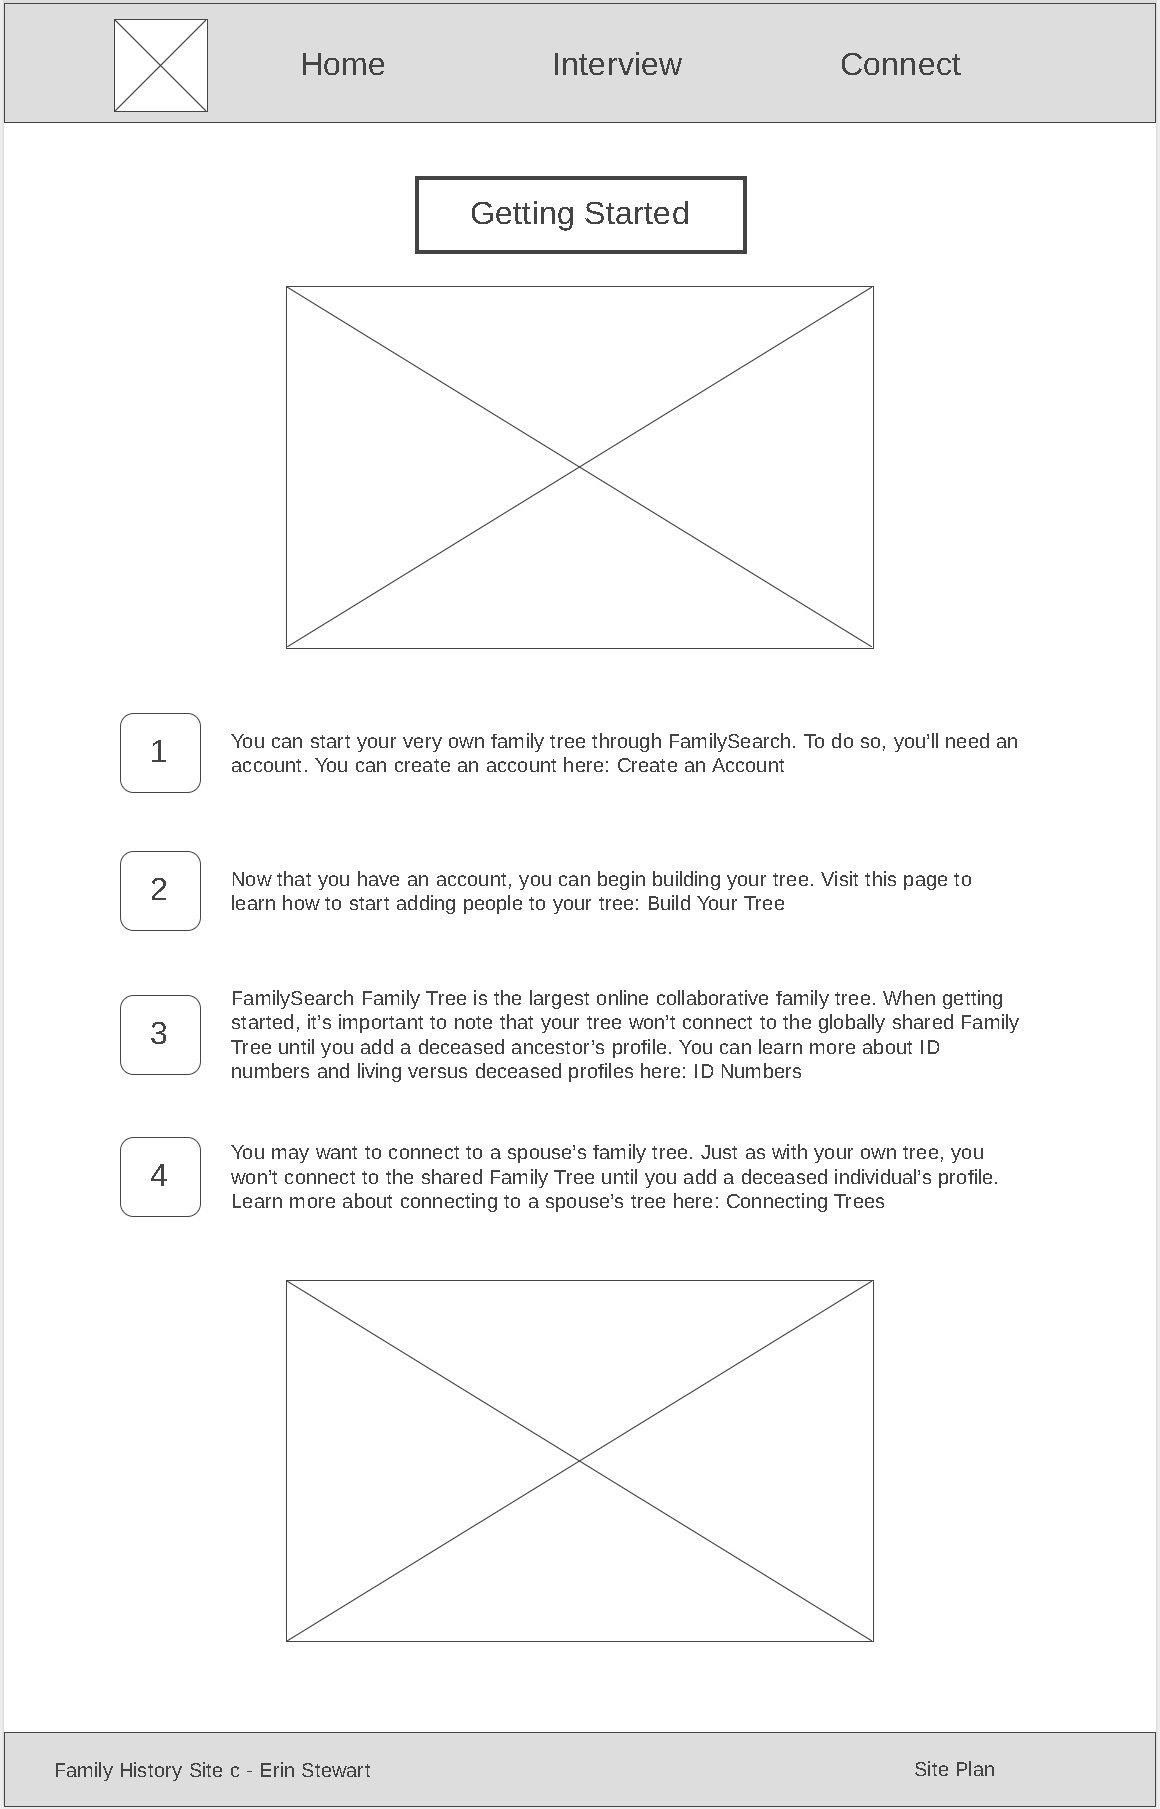 Home Interview Connect
Getting Started
1
You can start your very own family tree through FamilySearch. To do so, you’ll need an
account. You can create an account here: Create an Account
2
Now that you have an account, you can begin building your tree. Visit this page to
learn how to start adding people to your tree: Build Your Tree
3
FamilySearch Family Tree is the largest online collaborative family tree. When getting
started, it’s important to note that your tree won’t connect to the globally shared Family
Tree until you add a deceased ancestor’s profile. You can learn more about ID
numbers and living versus deceased profiles here: ID Numbers
4
You may want to connect to a spouse’s family tree. Just as with your own tree, you
won’t connect to the shared Family Tree until you add a deceased individual’s profile.
Learn more about connecting to a spouse’s tree here: Connecting Trees
Family History Site c - Erin Stewart
Site Plan